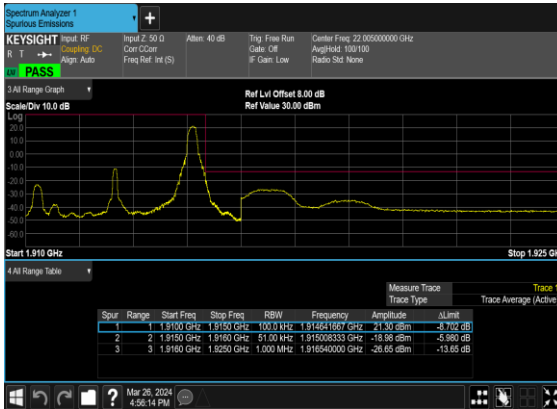 Spectrum Analyzer 1
Spurious Emissions
+
KEYSIGHT Input: RF Input Z: 50 Ω Atten: 40 dB Trig: Free Run Center Freq: 22.005000000 GHz
R T Coupling: DC Corr CCorr Gate: Off Avg|Hold: 100/100
Align: Auto Freq Ref: Int (S) IF Gain: Low Radio Std: None
PASS
3 All Range Graph
Ref Lvl Offset 8.00 dB
Scale/Div 10.0 dB Ref Value 30.00 dBm
Log
20.0
10.0
0.00
-10.0
-20.0
-30.0
-40.0
-50.0
-60.0
Start 1.910 GHz Stop 1.925 GH
4 All Range Table
Measure Trace Trace 1
Trace Type Trace Average (Active
Spur Range Start Freq Stop Freq RBW Frequency Amplitude ΔLimit
1 1 1.9100 GHz 1.9150 GHz 100.0 kHz 1.914641667 GHz 21.30 dBm -8.702 dB
2 2 1.9150 GHz 1.9160 GHz 51.00 kHz 1.915008333 GHz -18.98 dBm -5.980 dB
3 3 1.9160 GHz 1.9250 GHz 1.000 MHz 1.916540000 GHz -26.65 dBm -13.65 dB
?
Mar 26, 2024
4:56:14 PM